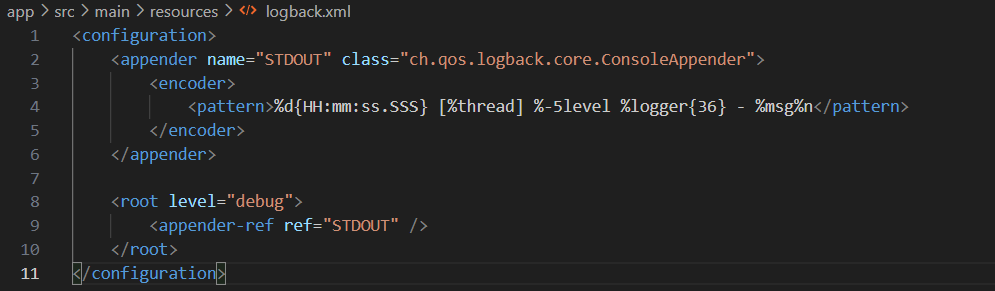 app > src > main > resources > logback.xml
1 <configuration>
2     <appender name="STDOUT" class="ch.qos.logback.core.ConsoleAppender">
3         <encoder>
4             <pattern>%d{HH:mm:ss.SSS} [%thread] %-5level %logger{36} - %msg%n</pattern>
5         </encoder>
6     </appender>
7
8     <root level="debug">
9         <appender-ref ref="STDOUT" />
10     </root>
11 </configuration>